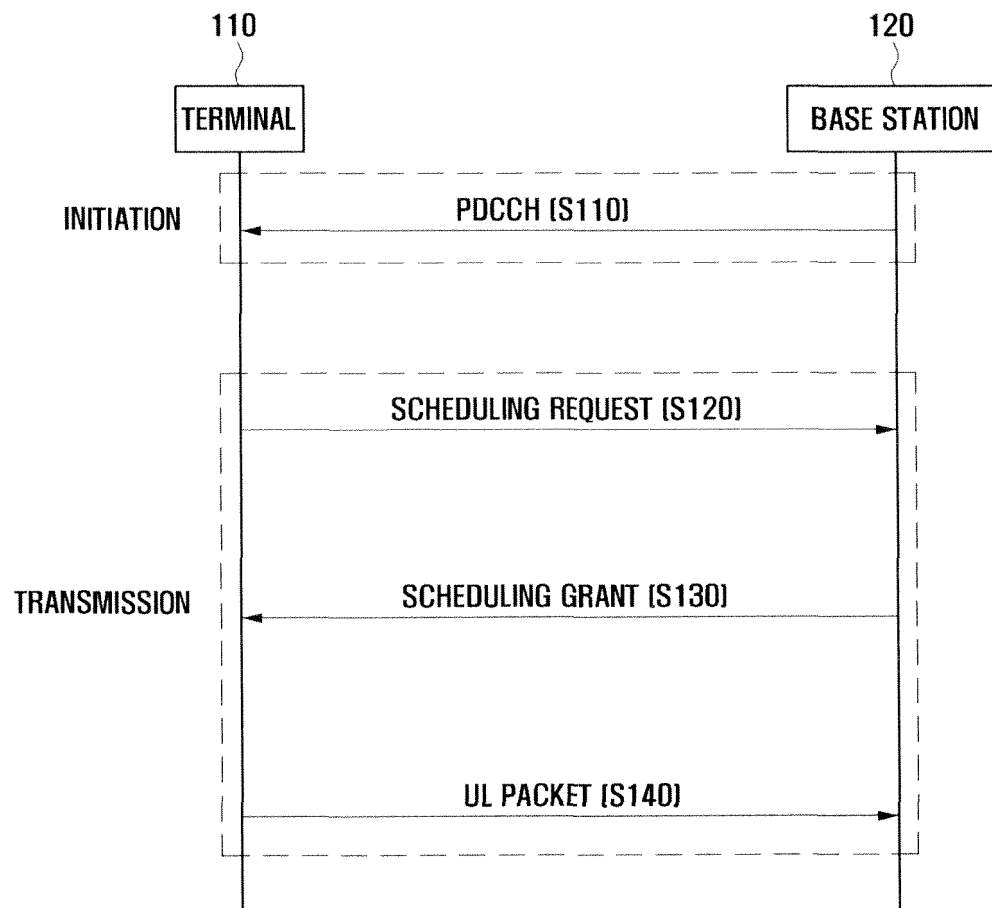 110
120
TERMINAL
BASE STATION
INITIATION
PDCCH (S110)
SCHEDULING REQUEST (S120)
TRANSMISSION
SCHEDULING GRANT (S130)
UL PACKET (S140)